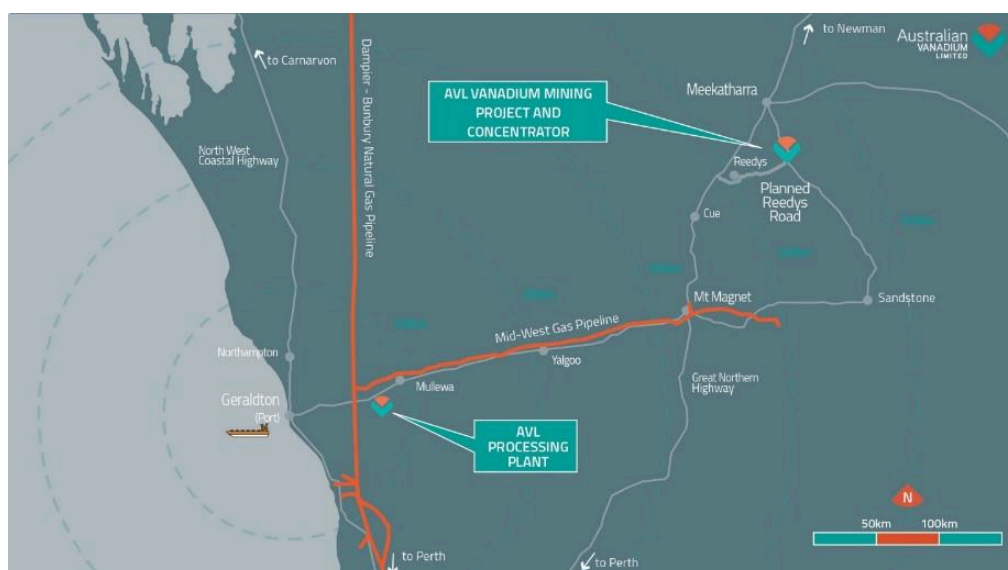 to Carnarvon
to Newman
Australian
VANADIUM
LIMITED
AVL VANADIUM MINING
PROJECT AND
CONCENTRATOR
Meekatharra
North West
Coastal Highway
Dampier - Bunbury Natural Gas Pipeline
Reedys
Planned
Reedys
Road
Cue
Mt Magnet
Sandstone
Mid-West Gas Pipeline
Northampton
Yalgoo
Mullewa
Great Northern
Highway
Geraldton
(Port)
AVL
PROCESSING
PLANT
N
50km
100km
to Perth
to Perth